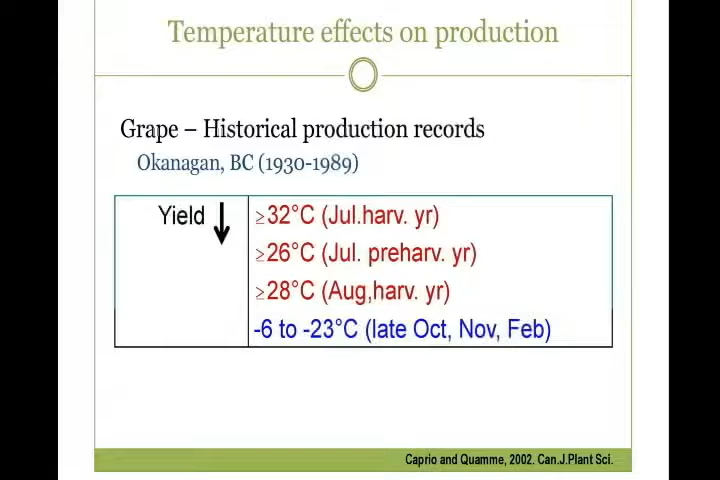 Temperature effects on production
Grape – Historical production records
Okanagan, BC (1930-1989)
Yield ↓ ≥32°C (Jul.harv. yr)
≥26°C (Jul. preharv. yr)
≥28°C (Aug,harv. yr)
-6 to -23°C (late Oct, Nov, Feb)
Caprio and Quamme, 2002. Can.J.Plant Sci.